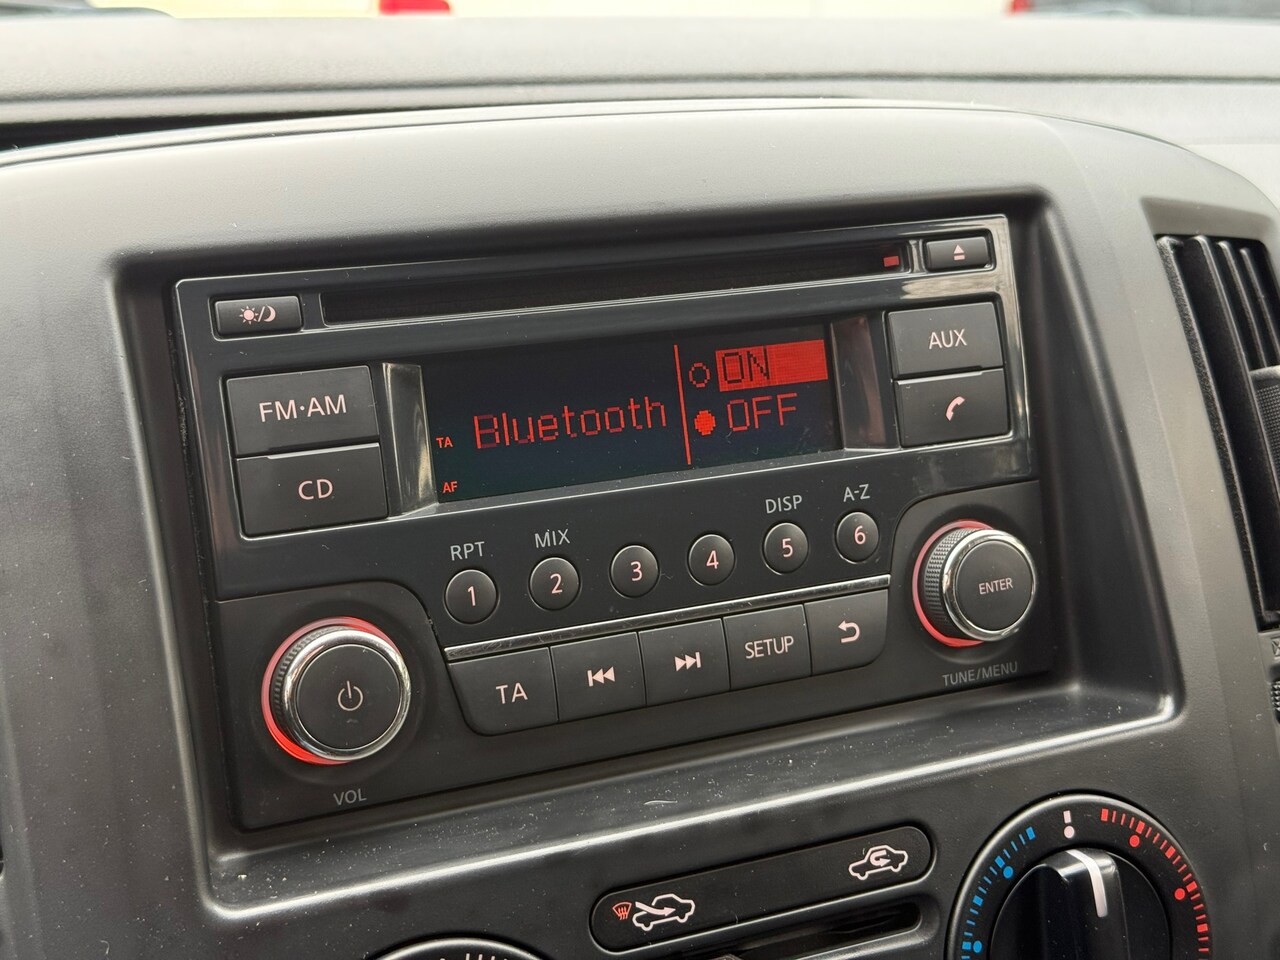 AUX
FM·AM
ON
TA
Bluetooth
OFF
CD
AF
RPT
MIX
DISP
A-Z
1
2
3
4
5
6
ENTER
TA
SETUP
TUNE/MENU
VOL